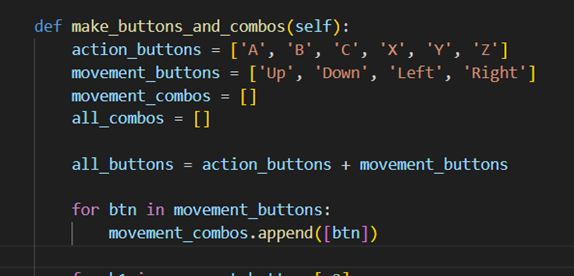 def make_buttons_and_combos(self):
action_buttons = ['A', 'B', 'C', 'X', 'Y', 'Z']
movement_buttons = ['Up', 'Down', 'Left', 'Right']
movement_combos = []
all_combos = []
all_buttons = action_buttons + movement_buttons
for btn in movement_buttons:
movement_combos.append([btn])